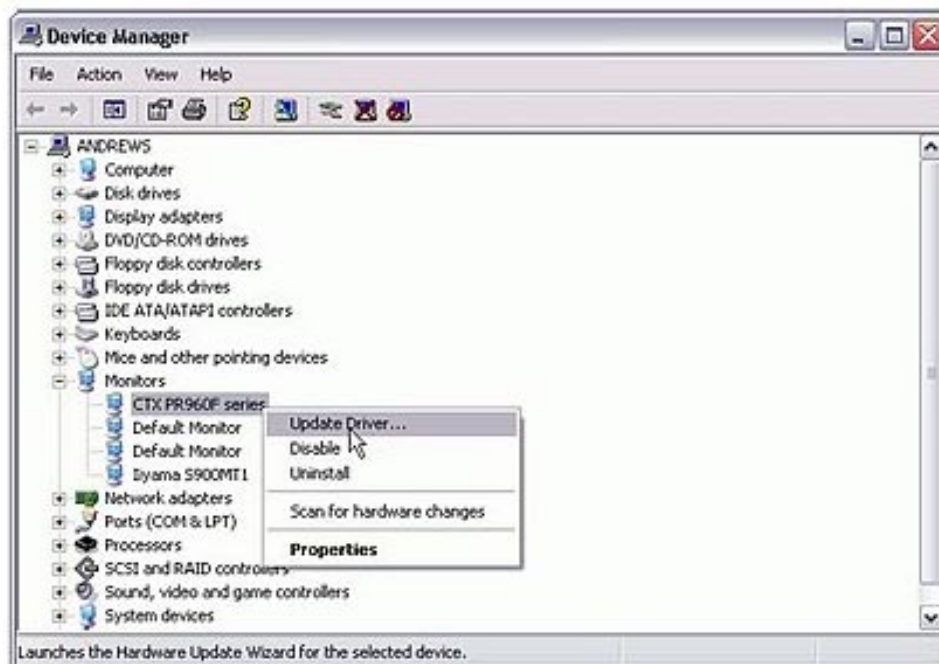 Device Manager
File Action View Help
ANDREWS
Computer
Disk drives
Display adapters
DVD/CD-ROM drives
Floppy disk controllers
Floppy disk drives
IDE ATA/ATAPI controllers
Keyboards
Mice and other pointing devices
Monitors
CTX PR960F series
Default Monitor
Default Monitor
Iiyama S900MT1
Network adapters
Ports (COM & LPT)
Processors
SCSI and RAID controllers
Sound, video and game controllers
System devices
Update Driver...
Disable
Uninstall
Scan for hardware changes
Properties
Launches the Hardware Update Wizard for the selected device.